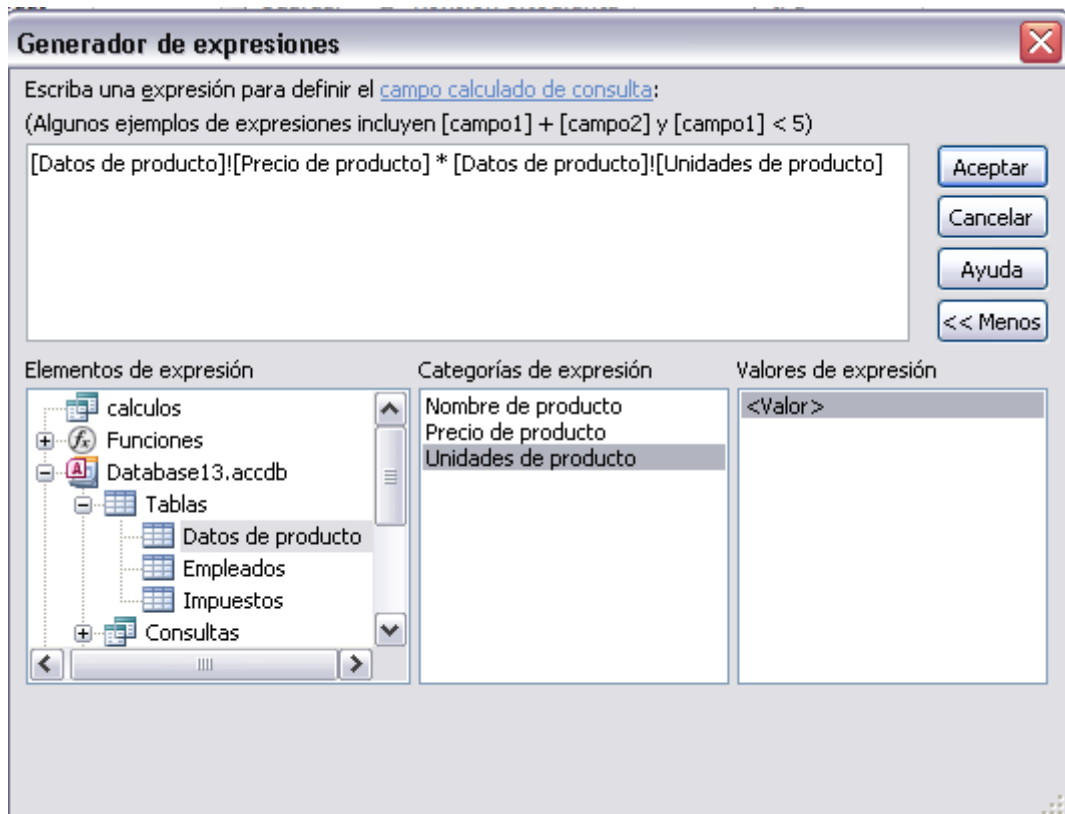 Generador de expresiones
Escriba una expresión para definir el campo calculado de consulta:
(Algunos ejemplos de expresiones incluyen [campo1] + [campo2] y [campo1] < 5)
[Datos de producto]![Precio de producto] * [Datos de producto]![Unidades de producto]
Aceptar
Cancelar
Ayuda
<< Menos
Elementos de expresión
calculos
Funciones
Database13.accdb
Tablas
Datos de producto
Empleados
Impuestos
Consultas
Categorías de expresión
Nombre de producto
Precio de producto
Unidades de producto
Valores de expresión
<Valor>